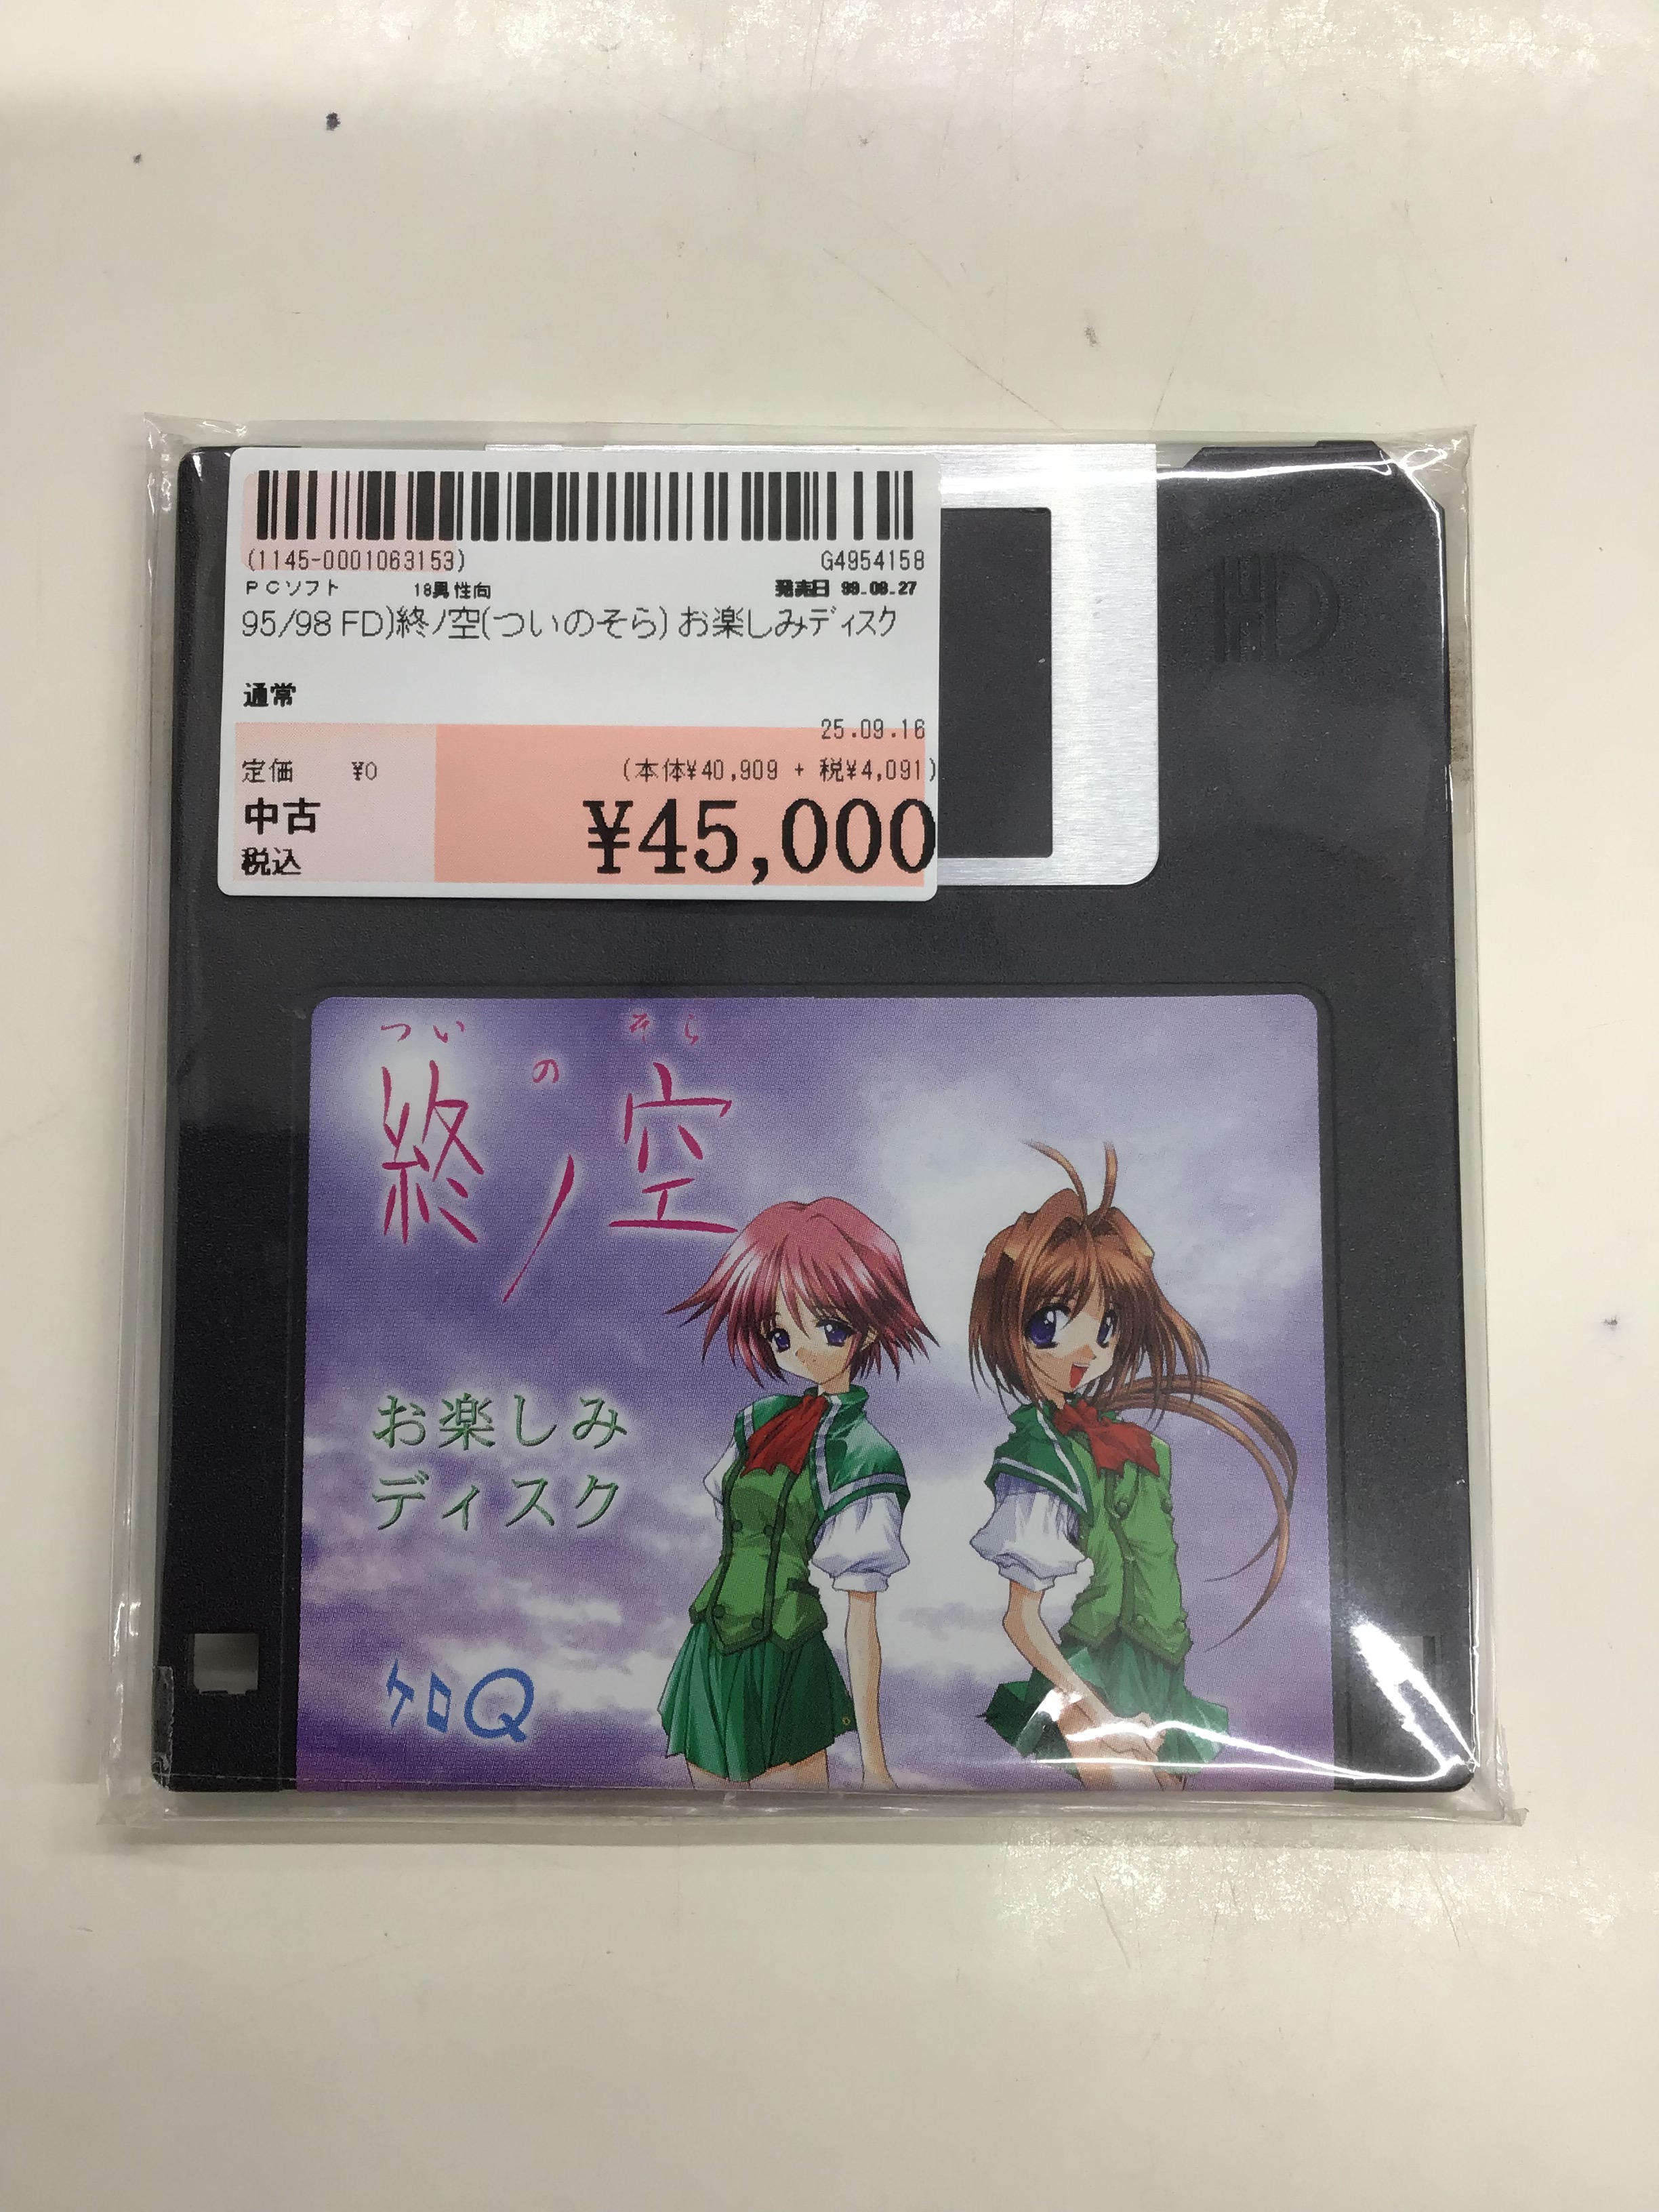 (1145-0001063153) G4954158
PCソフト 18男性向 発売日 99.08.27
95/98 FD)終ノ空(ついのそら) お楽しみディスク
通常
25.09.16
定価 ¥0 (本体¥40,909 + 税¥4,091)
中古 ¥45,000
税込
HD
つい の そら
終ノ空
お楽しみ
ディスク
ケロQ